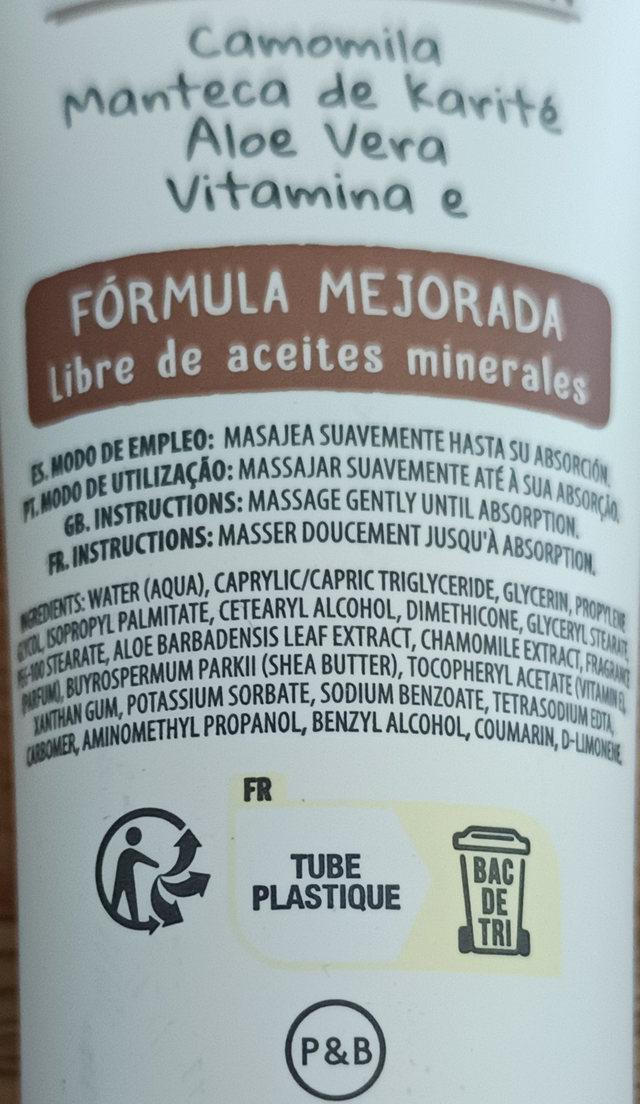 Camomila
Manteca de Karité
Aloe Vera
Vitamina e
FÓRMULA MEJORADA
Libre de aceites minerales
ES. MODO DE EMPLEO: MASAJEA SUAVEMENTE HASTA SU ABSORCIÓN.
PT. MODO DE UTILIZAÇÃO: MASSAJAR SUAVEMENTE ATÉ À SUA ABSORÇÃO.
GB. INSTRUCTIONS: MASSAGE GENTLY UNTIL ABSORPTION.
FR. INSTRUCTIONS: MASSER DOUCEMENT JUSQU'À ABSORPTION.
INGREDIENTS: WATER (AQUA), CAPRYLIC/CAPRIC TRIGLYCERIDE, GLYCERIN, PROPYLENE
GLYCOL, ISOPROPYL PALMITATE, CETEARYL ALCOHOL, DIMETHICONE, GLYCERYL STEARATE,
PEG-100 STEARATE, ALOE BARBADENSIS LEAF EXTRACT, CHAMOMILE EXTRACT, FRAGRANCE
(PARFUM), BUYROSPERMUM PARKII (SHEA BUTTER), TOCOPHERYL ACETATE (VITAMIN E),
XANTHAN GUM, POTASSIUM SORBATE, SODIUM BENZOATE, TETRASODIUM EDTA,
CARBOMER, AMINOMETHYL PROPANOL, BENZYL ALCOHOL, COUMARIN, D-LIMONENE.
FR
TUBE
PLASTIQUE
BAC
DE
TRI
P&B